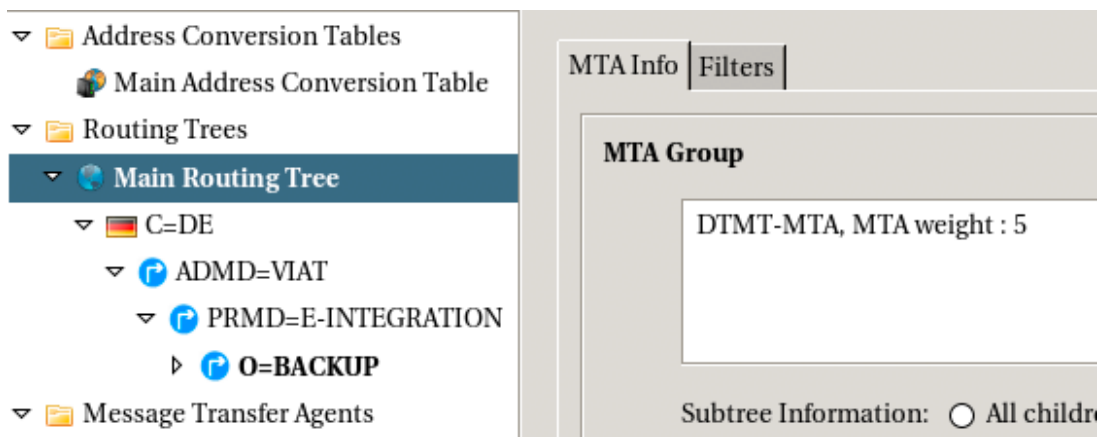 Address Conversion Tables
Main Address Conversion Table
Routing Trees
Main Routing Tree
C=DE
ADMD=VIAT
PRMD=E-INTEGRATION
O=BACKUP
Message Transfer Agents
MTA Info
Filters
MTA Group
DTMT-MTA, MTA weight : 5
Subtree Information:
All